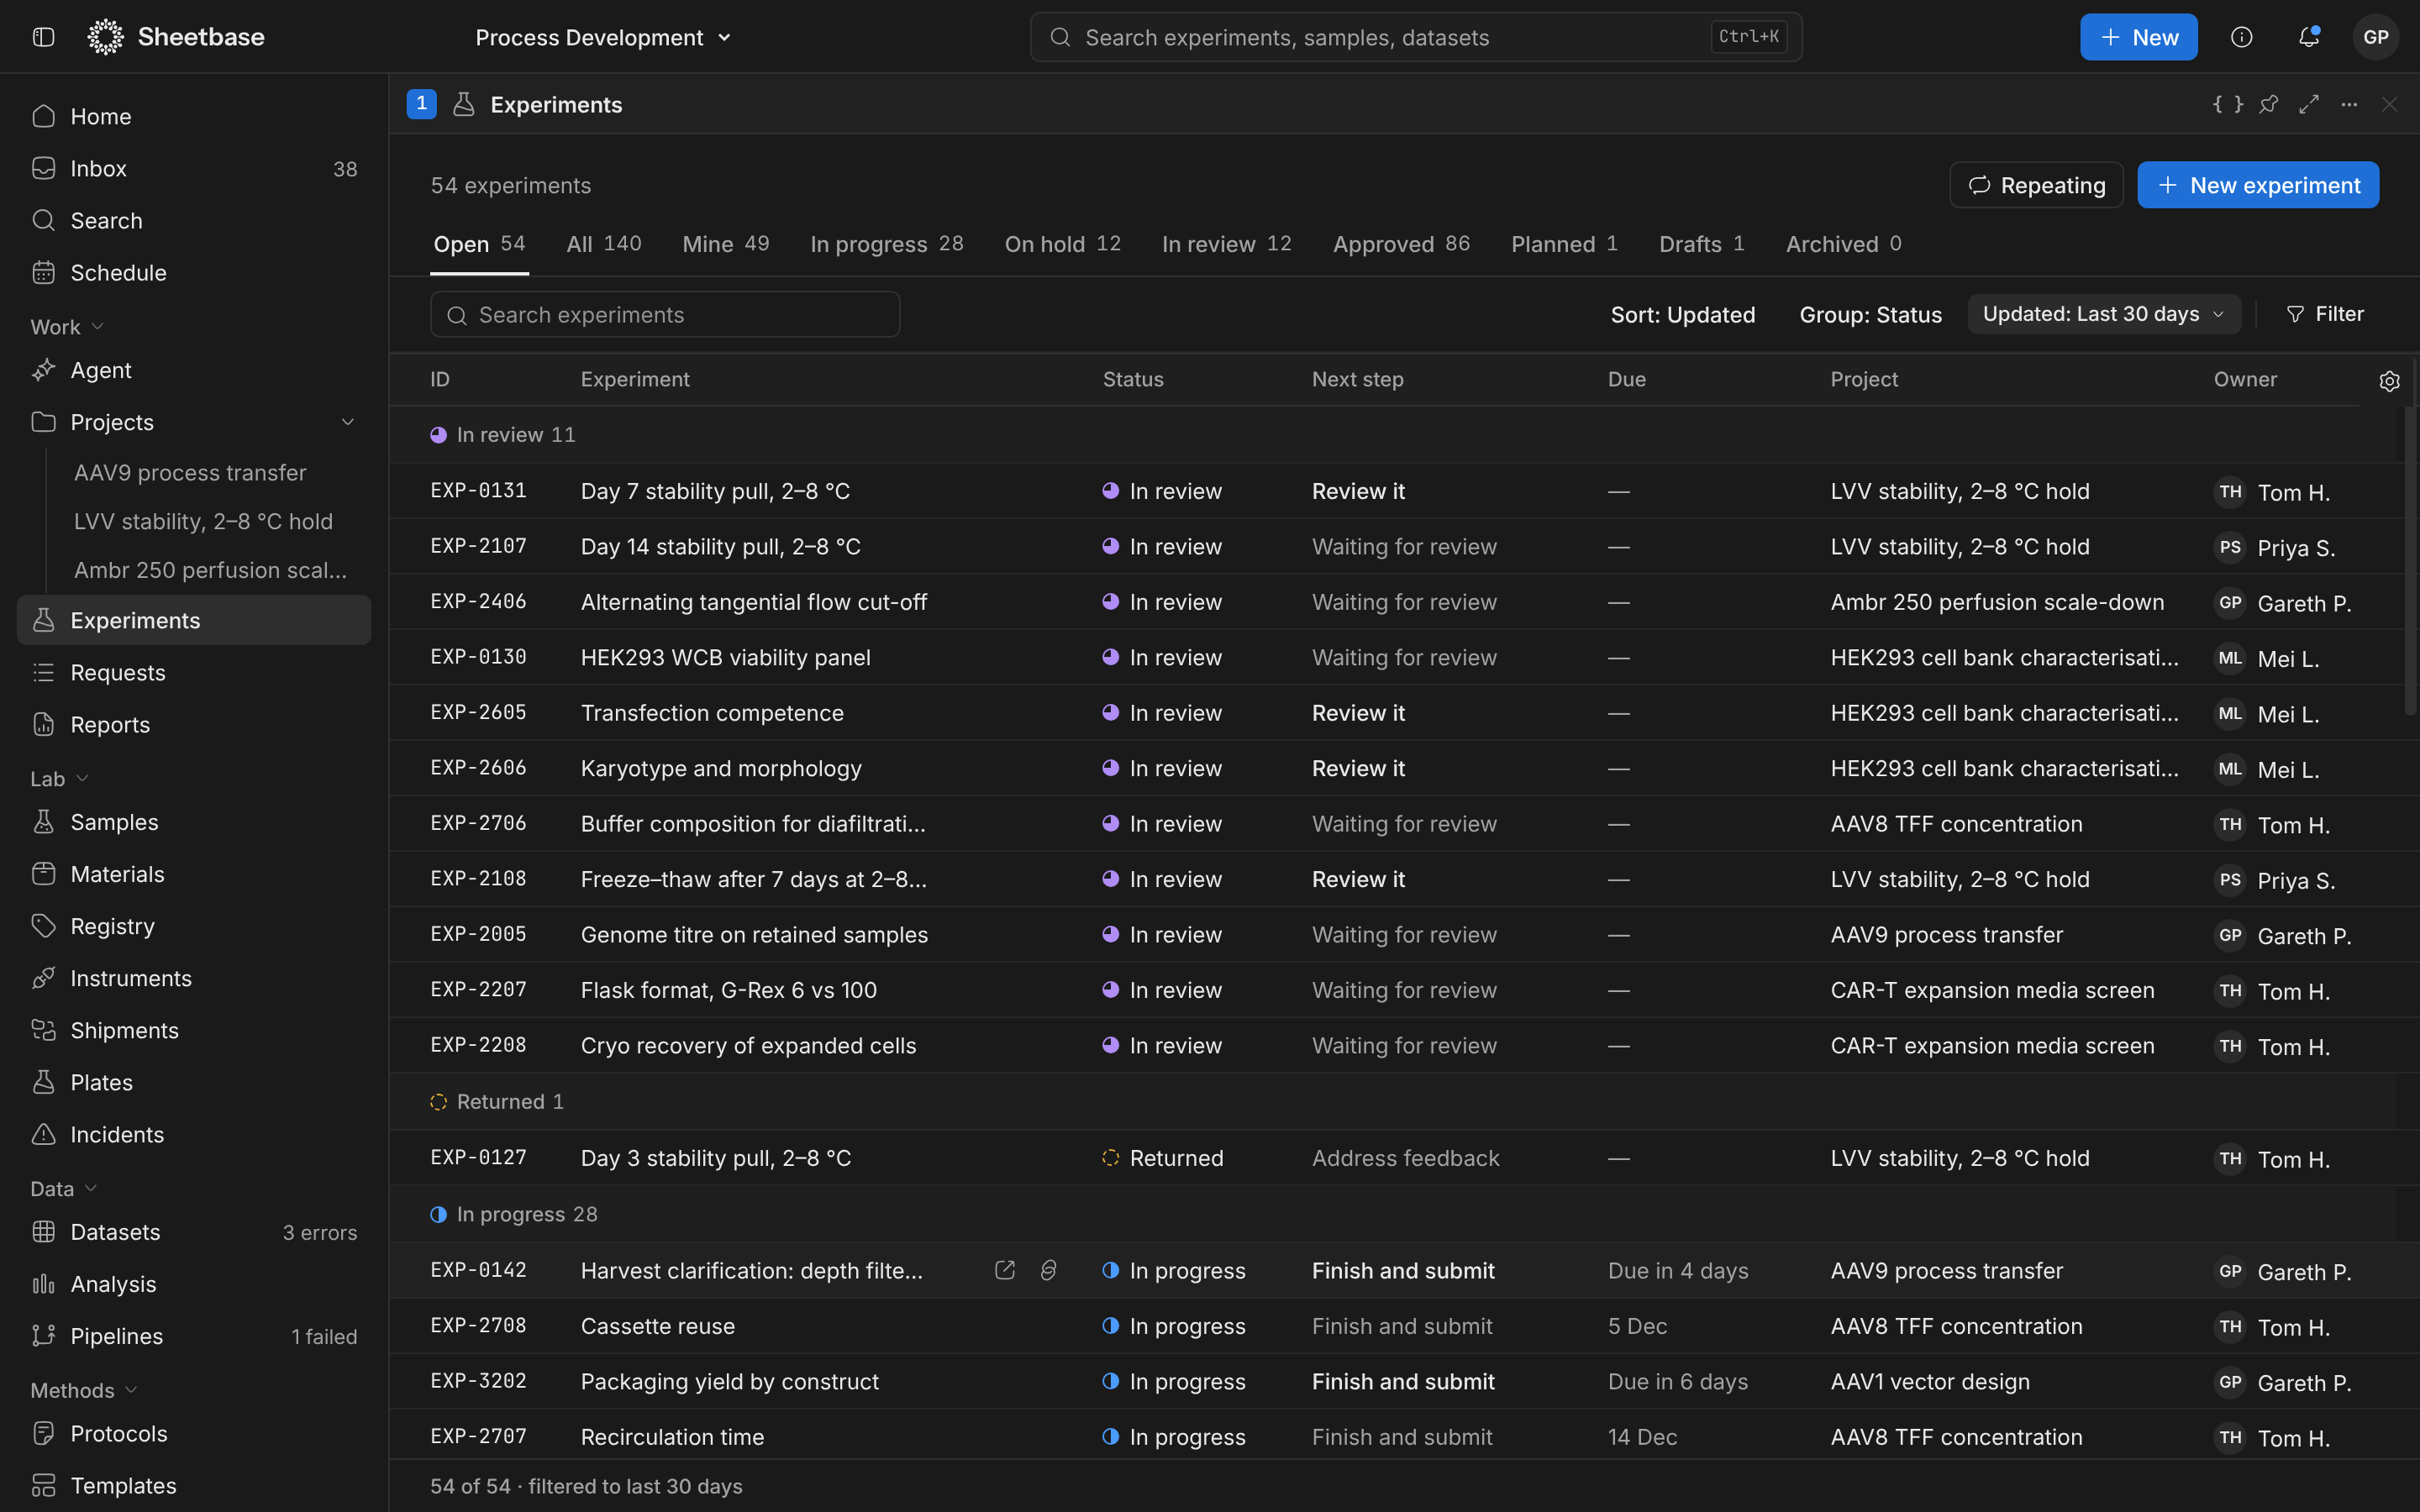 Sheetbase
Process Development
Search experiments, samples, datasets
Ctrl+K
+ New
GP
Home
Inbox 38
Search
Schedule
Work
Agent
Projects
AAV9 process transfer
LVV stability, 2–8 °C hold
Ambr 250 perfusion scal...
Experiments
Requests
Reports
Lab
Samples
Materials
Registry
Instruments
Shipments
Plates
Incidents
Data
Datasets 3 errors
Analysis
Pipelines 1 failed
Methods
Protocols
Templates
1 Experiments
{ }
54 experiments
Repeating
+ New experiment
Open 54 All 140 Mine 49 In progress 28 On hold 12 In review 12 Approved 86 Planned 1 Drafts 1 Archived 0
Search experiments
Sort: Updated Group: Status Updated: Last 30 days Filter
ID Experiment Status Next step Due Project Owner
In review 11
EXP-0131 Day 7 stability pull, 2–8 °C In review Review it — LVV stability, 2–8 °C hold TH Tom H.
EXP-2107 Day 14 stability pull, 2–8 °C In review Waiting for review — LVV stability, 2–8 °C hold PS Priya S.
EXP-2406 Alternating tangential flow cut-off In review Waiting for review — Ambr 250 perfusion scale-down GP Gareth P.
EXP-0130 HEK293 WCB viability panel In review Waiting for review — HEK293 cell bank characterisati... ML Mei L.
EXP-2605 Transfection competence In review Review it — HEK293 cell bank characterisati... ML Mei L.
EXP-2606 Karyotype and morphology In review Review it — HEK293 cell bank characterisati... ML Mei L.
EXP-2706 Buffer composition for diafiltrati... In review Waiting for review — AAV8 TFF concentration TH Tom H.
EXP-2108 Freeze–thaw after 7 days at 2–8... In review Review it — LVV stability, 2–8 °C hold PS Priya S.
EXP-2005 Genome titre on retained samples In review Waiting for review — AAV9 process transfer GP Gareth P.
EXP-2207 Flask format, G-Rex 6 vs 100 In review Waiting for review — CAR-T expansion media screen TH Tom H.
EXP-2208 Cryo recovery of expanded cells In review Waiting for review — CAR-T expansion media screen TH Tom H.
Returned 1
EXP-0127 Day 3 stability pull, 2–8 °C Returned Address feedback — LVV stability, 2–8 °C hold TH Tom H.
In progress 28
EXP-0142 Harvest clarification: depth filte... In progress Finish and submit Due in 4 days AAV9 process transfer GP Gareth P.
EXP-2708 Cassette reuse In progress Finish and submit 5 Dec AAV8 TFF concentration TH Tom H.
EXP-3202 Packaging yield by construct In progress Finish and submit Due in 6 days AAV1 vector design GP Gareth P.
EXP-2707 Recirculation time In progress Finish and submit 14 Dec AAV8 TFF concentration TH Tom H.
54 of 54 · filtered to last 30 days